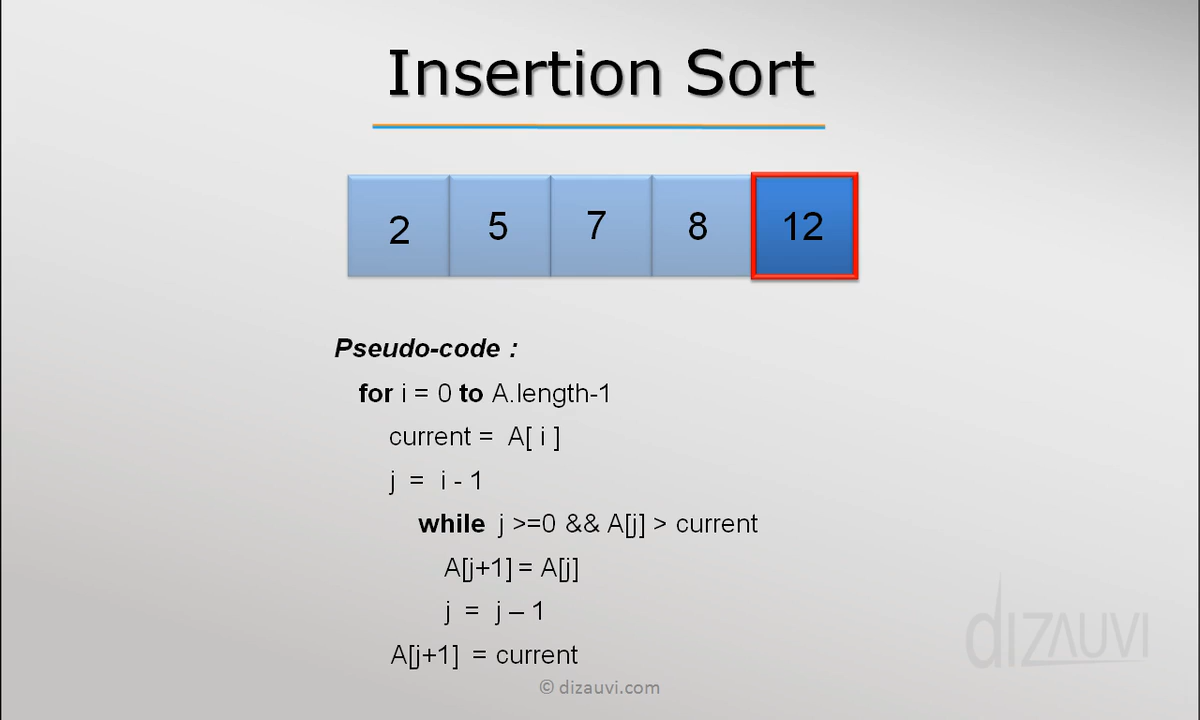 Insertion Sort
2 5 7 8 12
Pseudo-code :
for i = 0 to A.length-1
current = A[ i ]
j = i - 1
while j >=0 && A[j] > current
A[j+1] = A[j]
j = j – 1
A[j+1] = current
dizauvi
© dizauvi.com